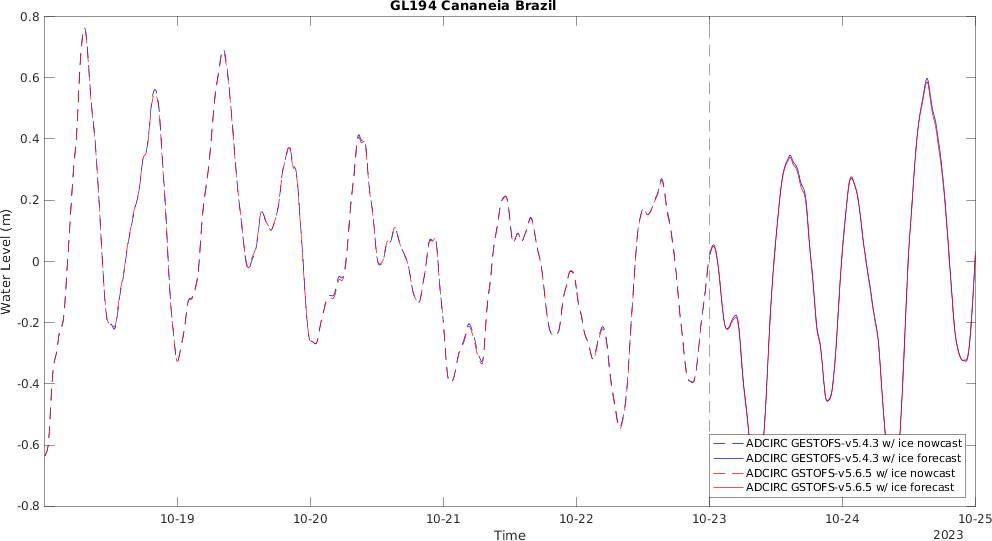 GL194 Cananeia Brazil
0.8
0.6
0.4
0.2
0
-0.2
-0.4
-0.6
-0.8
Water Level (m)
ADCIRC GESTOFS-v5.4.3 w/ ice nowcast
ADCIRC GESTOFS-v5.4.3 w/ ice forecast
ADCIRC GSTOFS-v5.6.5 w/ ice nowcast
ADCIRC GSTOFS-v5.6.5 w/ ice forecast
10-19 10-20 10-21 10-22 10-23 10-24 10-25
Time
2023